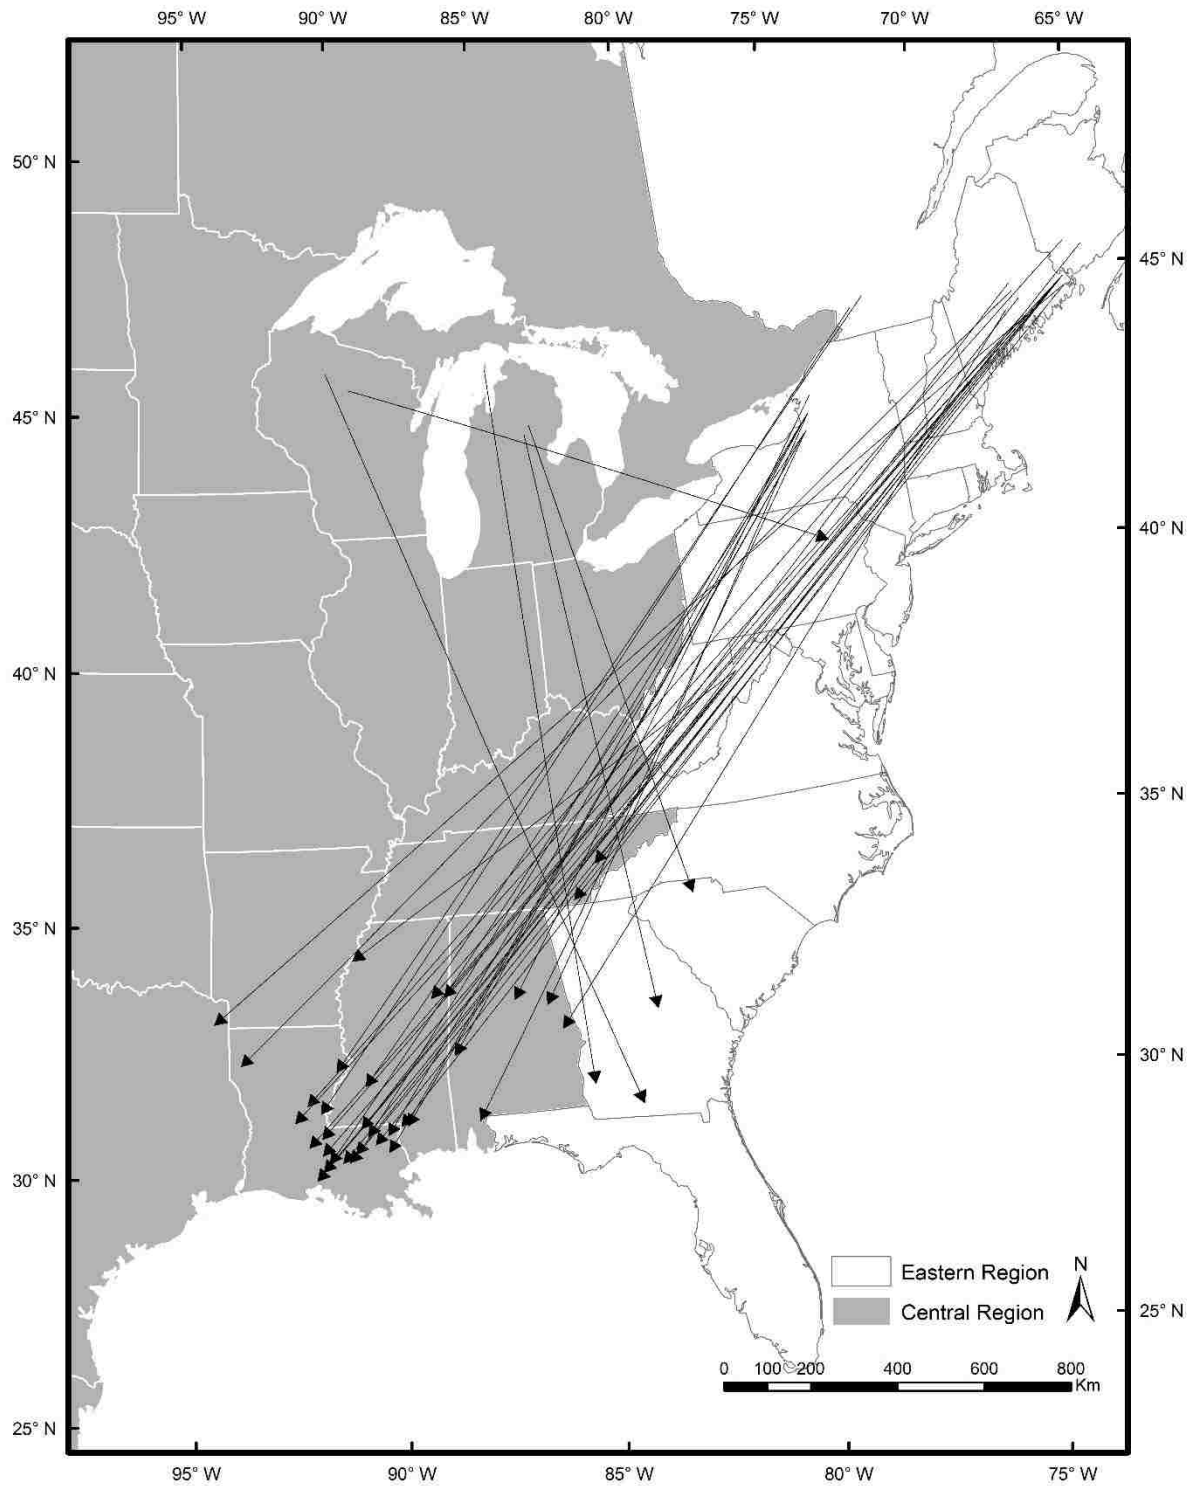 95° W 90° W 85° W 80° W 75° W 70° W 65° W
50° N
45° N
45° N
40° N
40° N
35° N
35° N
30° N
30° N
Eastern Region
N
Central Region
25° N
0 100 200 400 600 800
Km
25° N
95° W 90° W 85° W 80° W 75° W